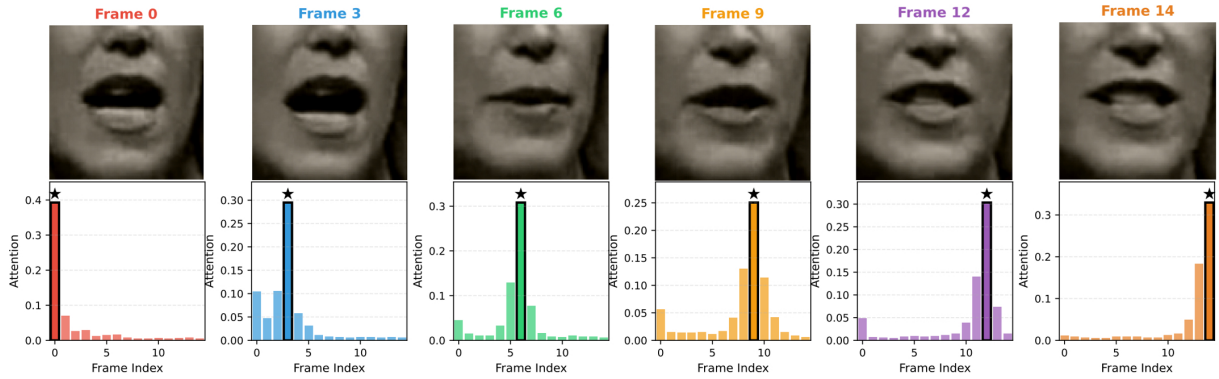 Frame 0
Frame 3
Frame 6
Frame 9
Frame 12
Frame 14
Attention
0.4
0.3
0.2
0.1
0.0
0
5
10
Frame Index
Attention
0.30
0.25
0.20
0.15
0.10
0.05
0.00
0
5
10
Frame Index
Attention
0.3
0.2
0.1
0.0
0
5
10
Frame Index
Attention
0.25
0.20
0.15
0.10
0.05
0.00
0
5
10
Frame Index
Attention
0.30
0.25
0.20
0.15
0.10
0.05
0.00
0
5
10
Frame Index
Attention
0.3
0.2
0.1
0.0
0
5
10
Frame Index